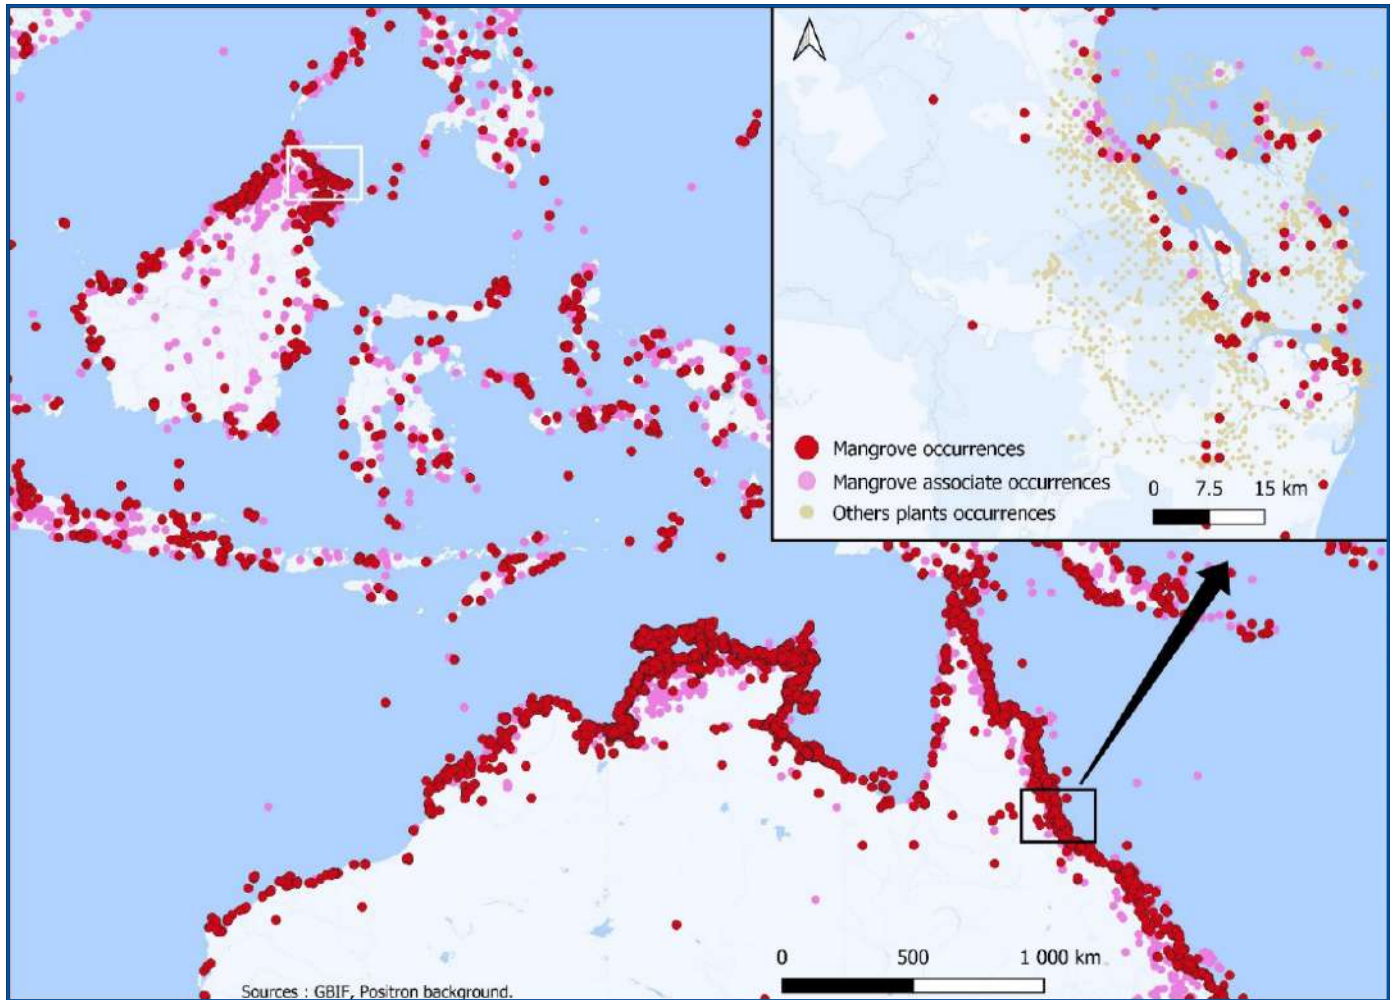 Mangrove occurrences
Mangrove associate occurrences
Others plants occurrences
0 7.5 15 km
0 500 1 000 km
Sources : GBIF, Positron background.